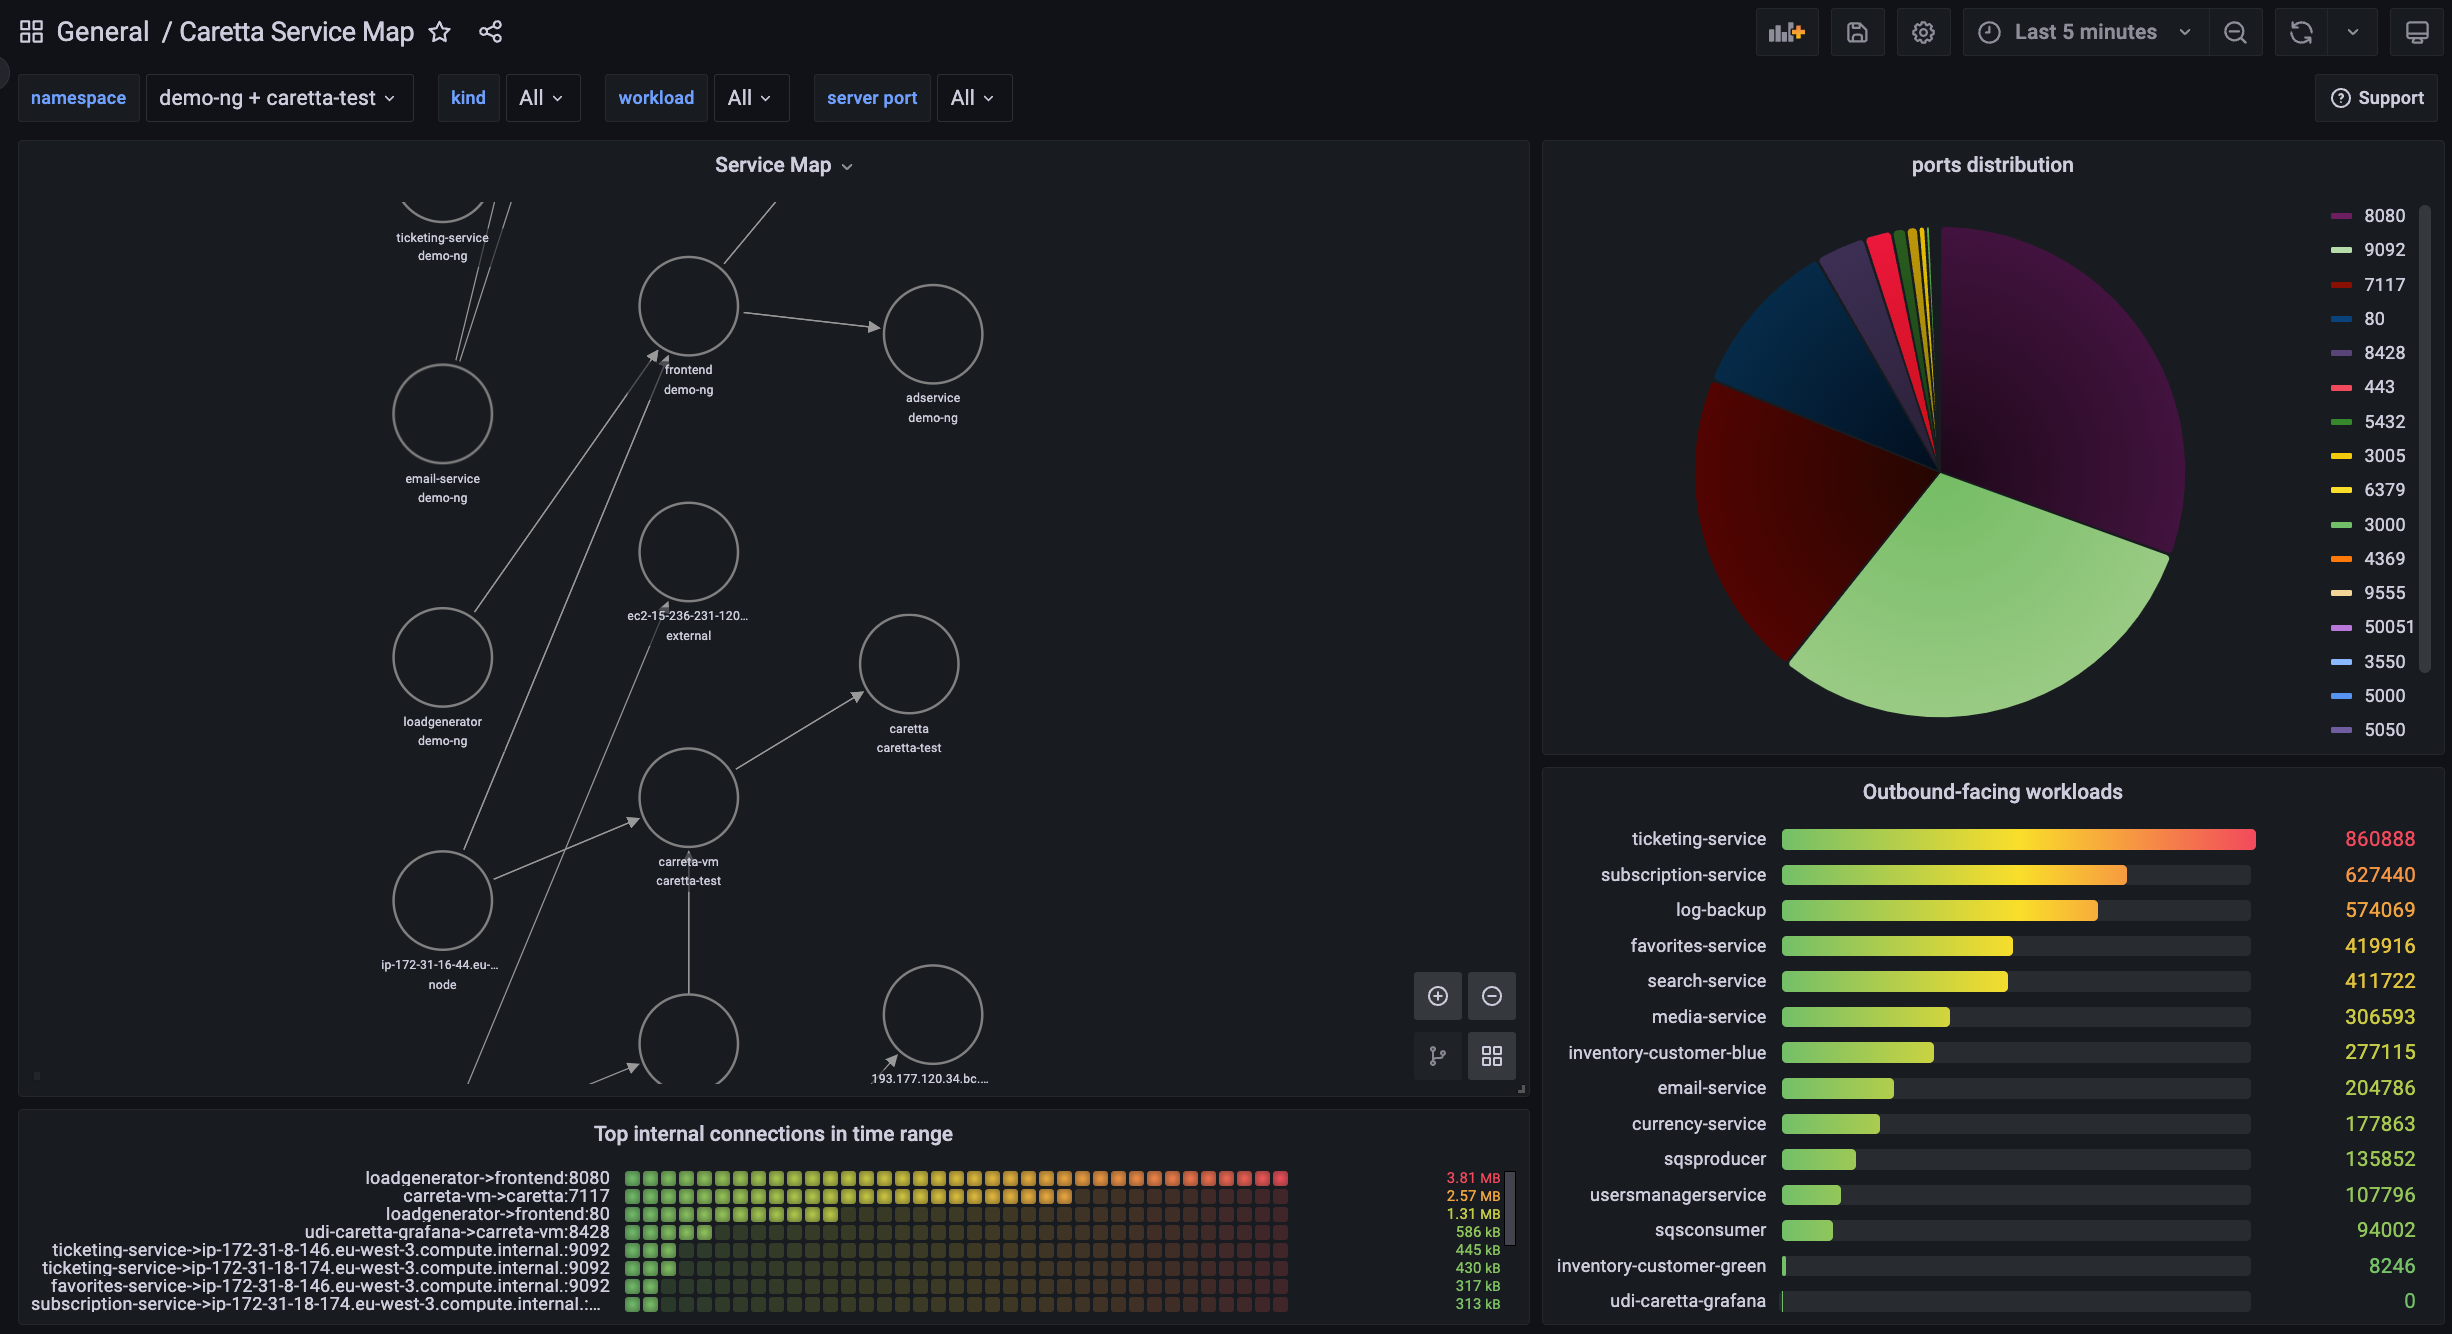 General / Caretta Service Map
Last 5 minutes
namespace demo-ng + caretta-test kind All workload All server port All
Support
Service Map
ticketing-service
demo-ng
frontend
demo-ng
adservice
demo-ng
email-service
demo-ng
ec2-15-236-231-120...
external
loadgenerator
demo-ng
caretta
caretta-test
carreta-vm
caretta-test
ip-172-31-16-44.eu-...
node
193.177.120.34.bc....
ports distribution
8080
9092
7117
80
8428
443
5432
3005
6379
3000
4369
9555
50051
3550
5000
5050
Top internal connections in time range
loadgenerator->frontend:8080 3.81 MB
carreta-vm->caretta:7117 2.57 MB
loadgenerator->frontend:80 1.31 MB
udi-caretta-grafana->carreta-vm:8428 586 kB
ticketing-service->ip-172-31-8-146.eu-west-3.compute.internal.:9092 445 kB
ticketing-service->ip-172-31-18-174.eu-west-3.compute.internal.:9092 430 kB
favorites-service->ip-172-31-8-146.eu-west-3.compute.internal.:9092 317 kB
subscription-service->ip-172-31-18-174.eu-west-3.compute.internal.:... 313 kB
Outbound-facing workloads
ticketing-service 860888
subscription-service 627440
log-backup 574069
favorites-service 419916
search-service 411722
media-service 306593
inventory-customer-blue 277115
email-service 204786
currency-service 177863
sqsproducer 135852
usersmanagerservice 107796
sqsconsumer 94002
inventory-customer-green 8246
udi-caretta-grafana 0